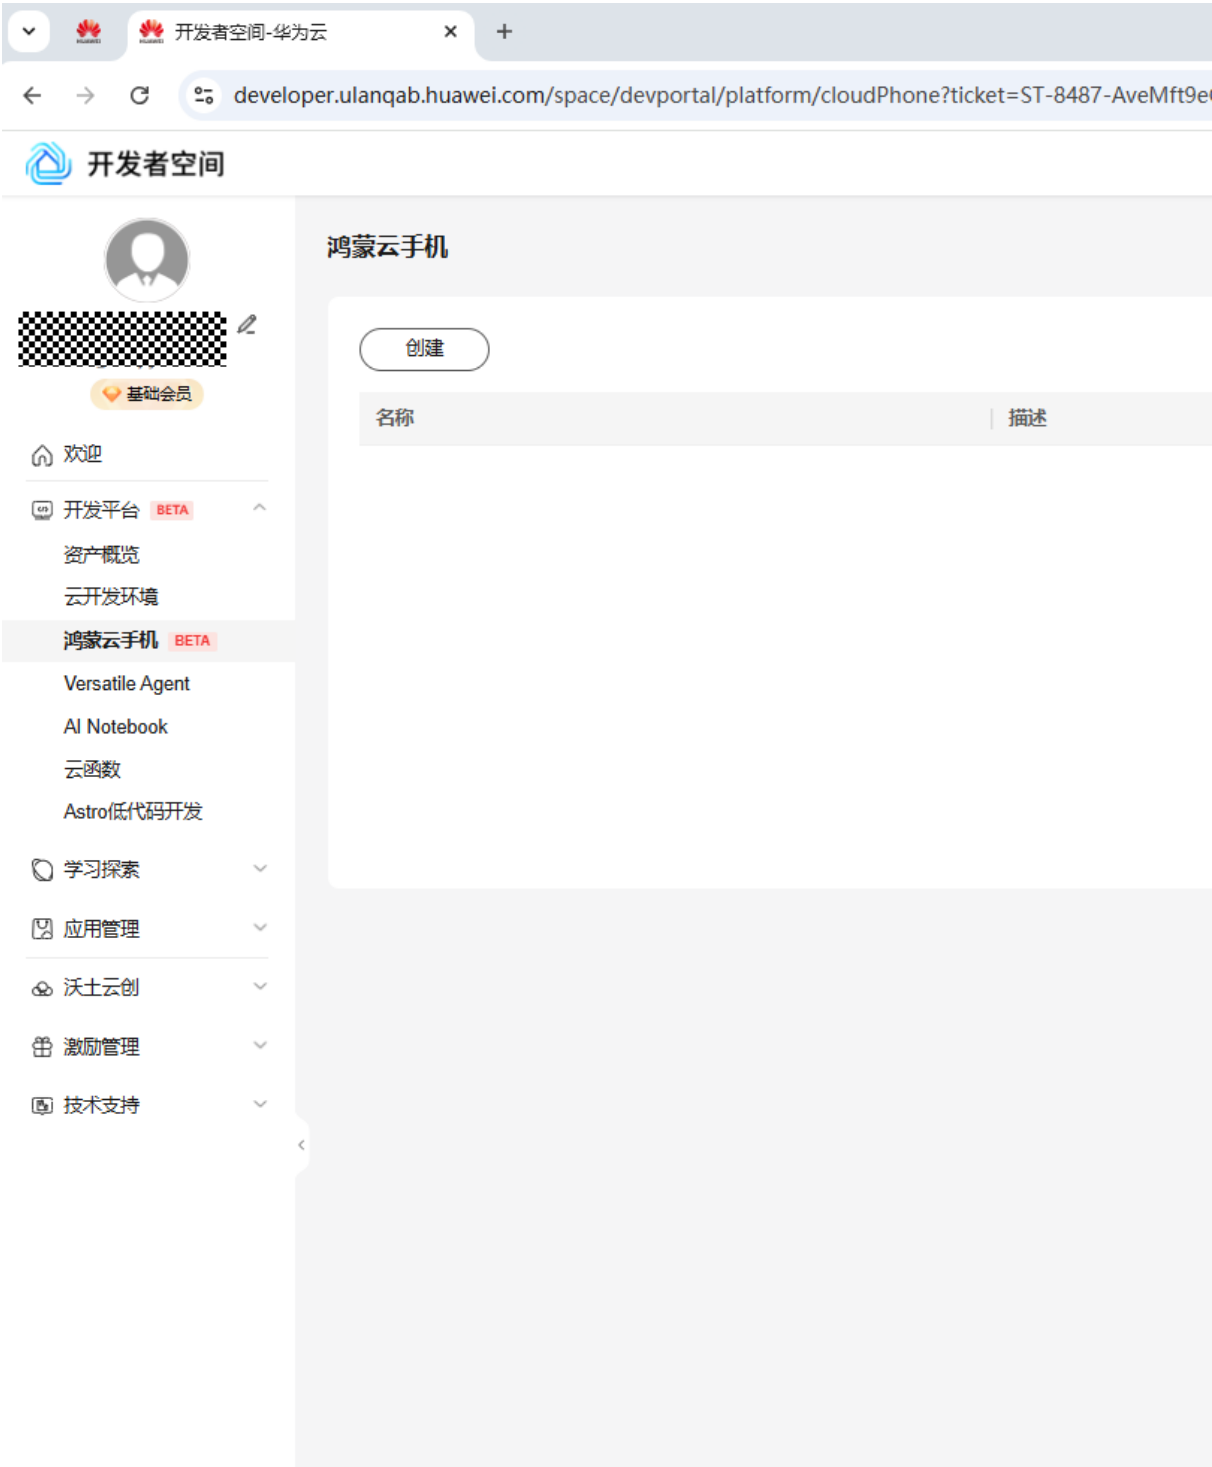 HUAWEI
HUAWEI 开发者空间-华为云
developer.ulanqab.huawei.com/space/devportal/platform/cloudPhone?ticket=ST-8487-AveMft9e
开发者空间
基础会员
欢迎
开发平台 BETA
资产概览
云开发环境
鸿蒙云手机 BETA
Versatile Agent
AI Notebook
云函数
Astro低代码开发
学习探索
应用管理
沃土云创
激励管理
技术支持
鸿蒙云手机
创建
名称 描述